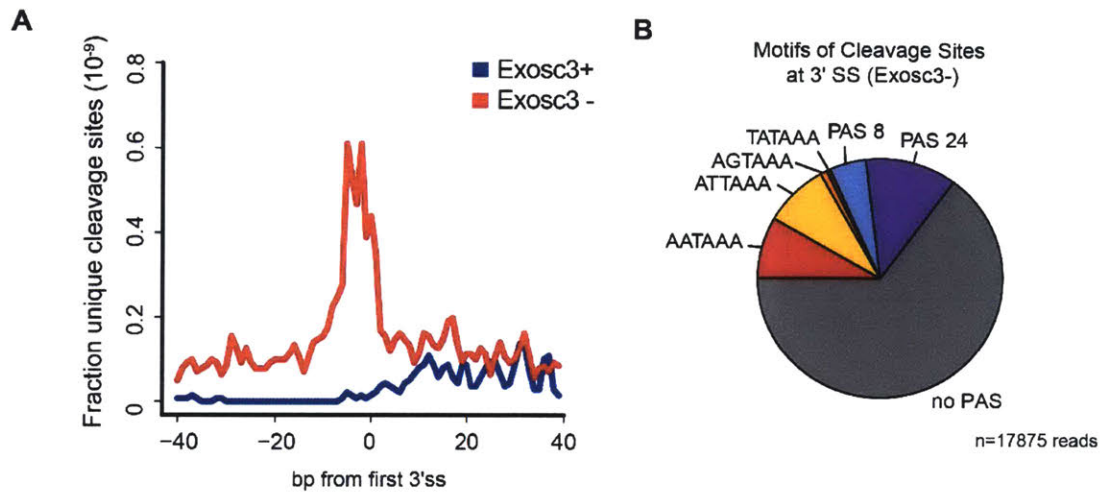 A
Fraction unique cleavage sites (10⁻⁹)
0.8
0.6
0.4
0.2
0
Exosc3+
Exosc3 -
−40
−20
0
20
40
bp from first 3'ss
B
Motifs of Cleavage Sites
at 3' SS (Exosc3-)
TATAAA
PAS 8
PAS 24
AGTAAA
ATTAAA
AATAAA
no PAS
n=17875 reads